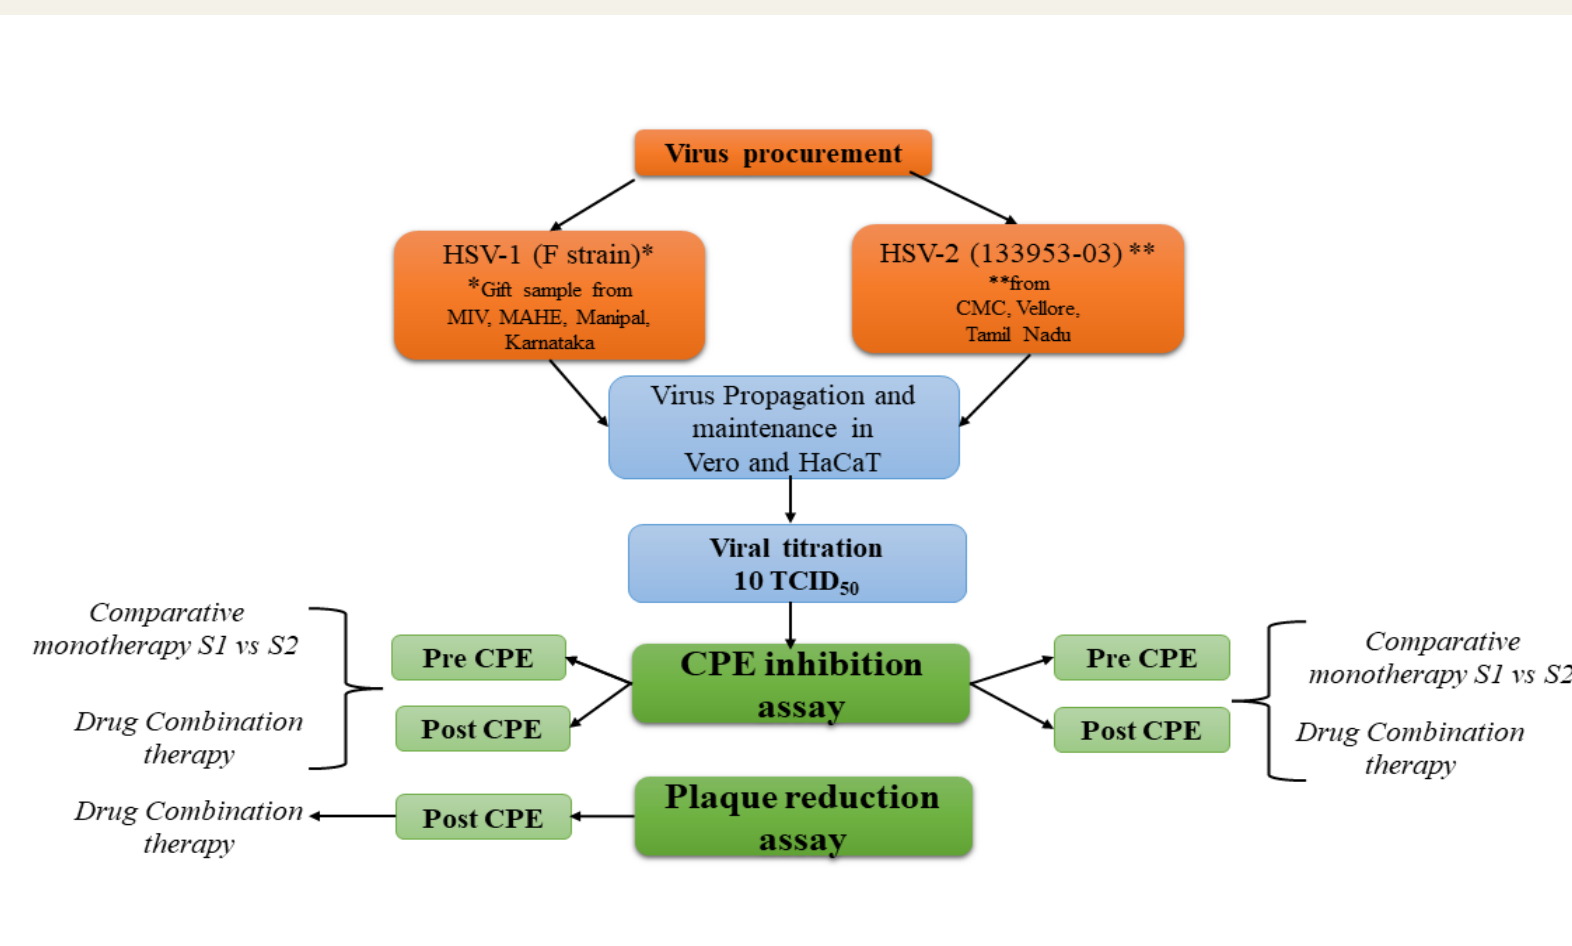 Virus procurement
HSV-1 (F strain)*
*Gift sample from
MIV, MAHE, Manipal,
Karnataka
HSV-2 (133953-03) **
**from
CMC, Vellore,
Tamil Nadu
Virus Propagation and
maintenance in
Vero and HaCaT
Viral titration
10 TCID₅₀
Comparative
monotherapy S1 vs S2
Drug Combination
therapy
Pre CPE
Post CPE
CPE inhibition
assay
Pre CPE
Post CPE
Comparative
monotherapy S1 vs S2
Drug Combination
therapy
Drug Combination
therapy
Post CPE
Plaque reduction
assay